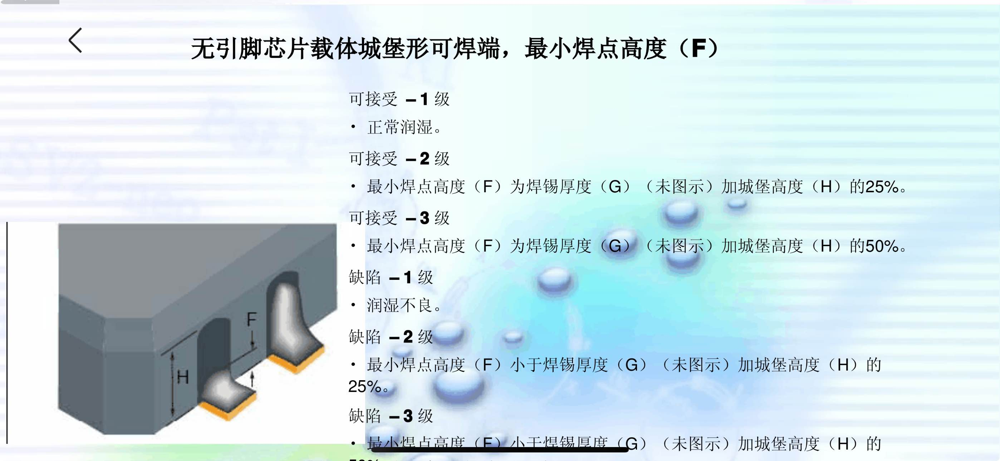 无引脚芯片载体城堡形可焊端，最小焊点高度（F）
可接受 –1 级
• 正常润湿。
可接受 –2 级
• 最小焊点高度（F）为焊锡厚度（G）（未图示）加城堡高度（H）的25%。
可接受 –3 级
• 最小焊点高度（F）为焊锡厚度（G）（未图示）加城堡高度（H）的50%。
缺陷 –1 级
• 润湿不良。
缺陷 –2 级
• 最小焊点高度（F）小于焊锡厚度（G）（未图示）加城堡高度（H）的
25%。
缺陷 –3 级
• 最小焊点高度（F）小于焊锡厚度（G）（未图示）加城堡高度（H）的
F
H